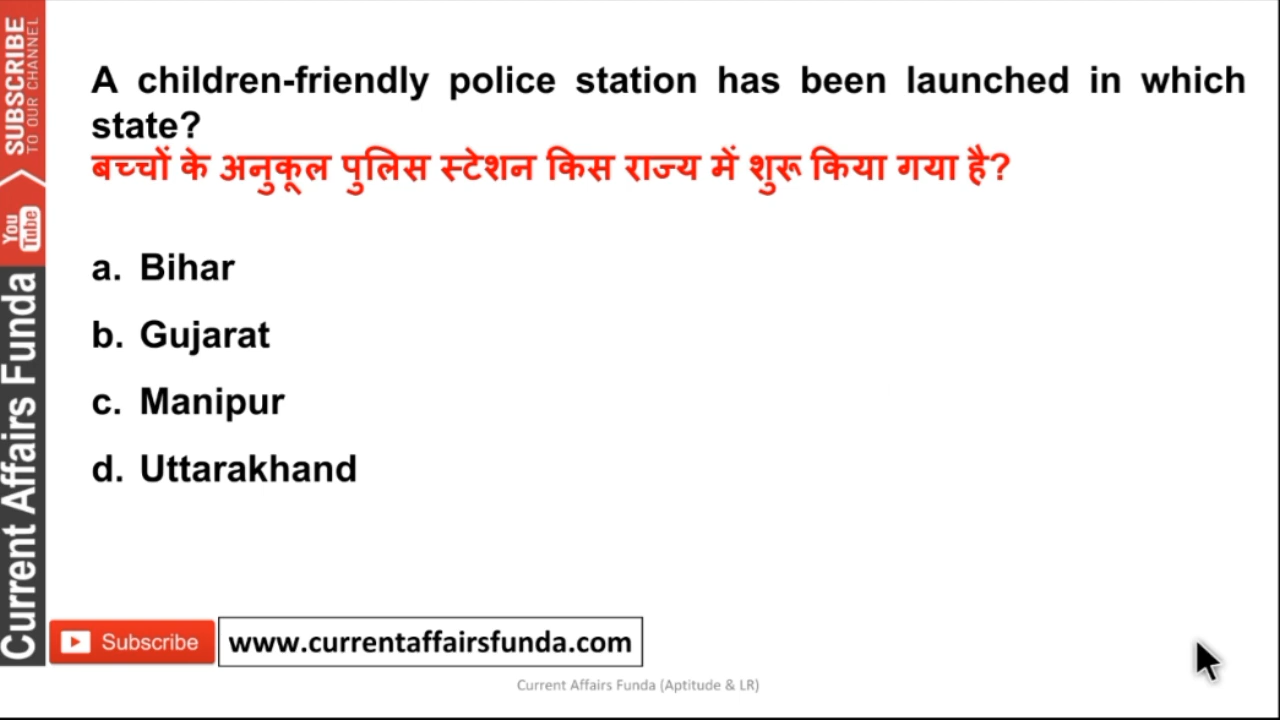 A children-friendly police station has been launched in which
state?
बच्चों के अनुकूल पुलिस स्टेशन किस राज्य में शुरू किया गया है?
a. Bihar
b. Gujarat
c. Manipur
d. Uttarakhand
SUBSCRIBE
TO OUR CHANNEL
You
Tube
Current Affairs Funda
Subscribe
www.currentaffairsfunda.com
Current Affairs Funda (Aptitude & LR)